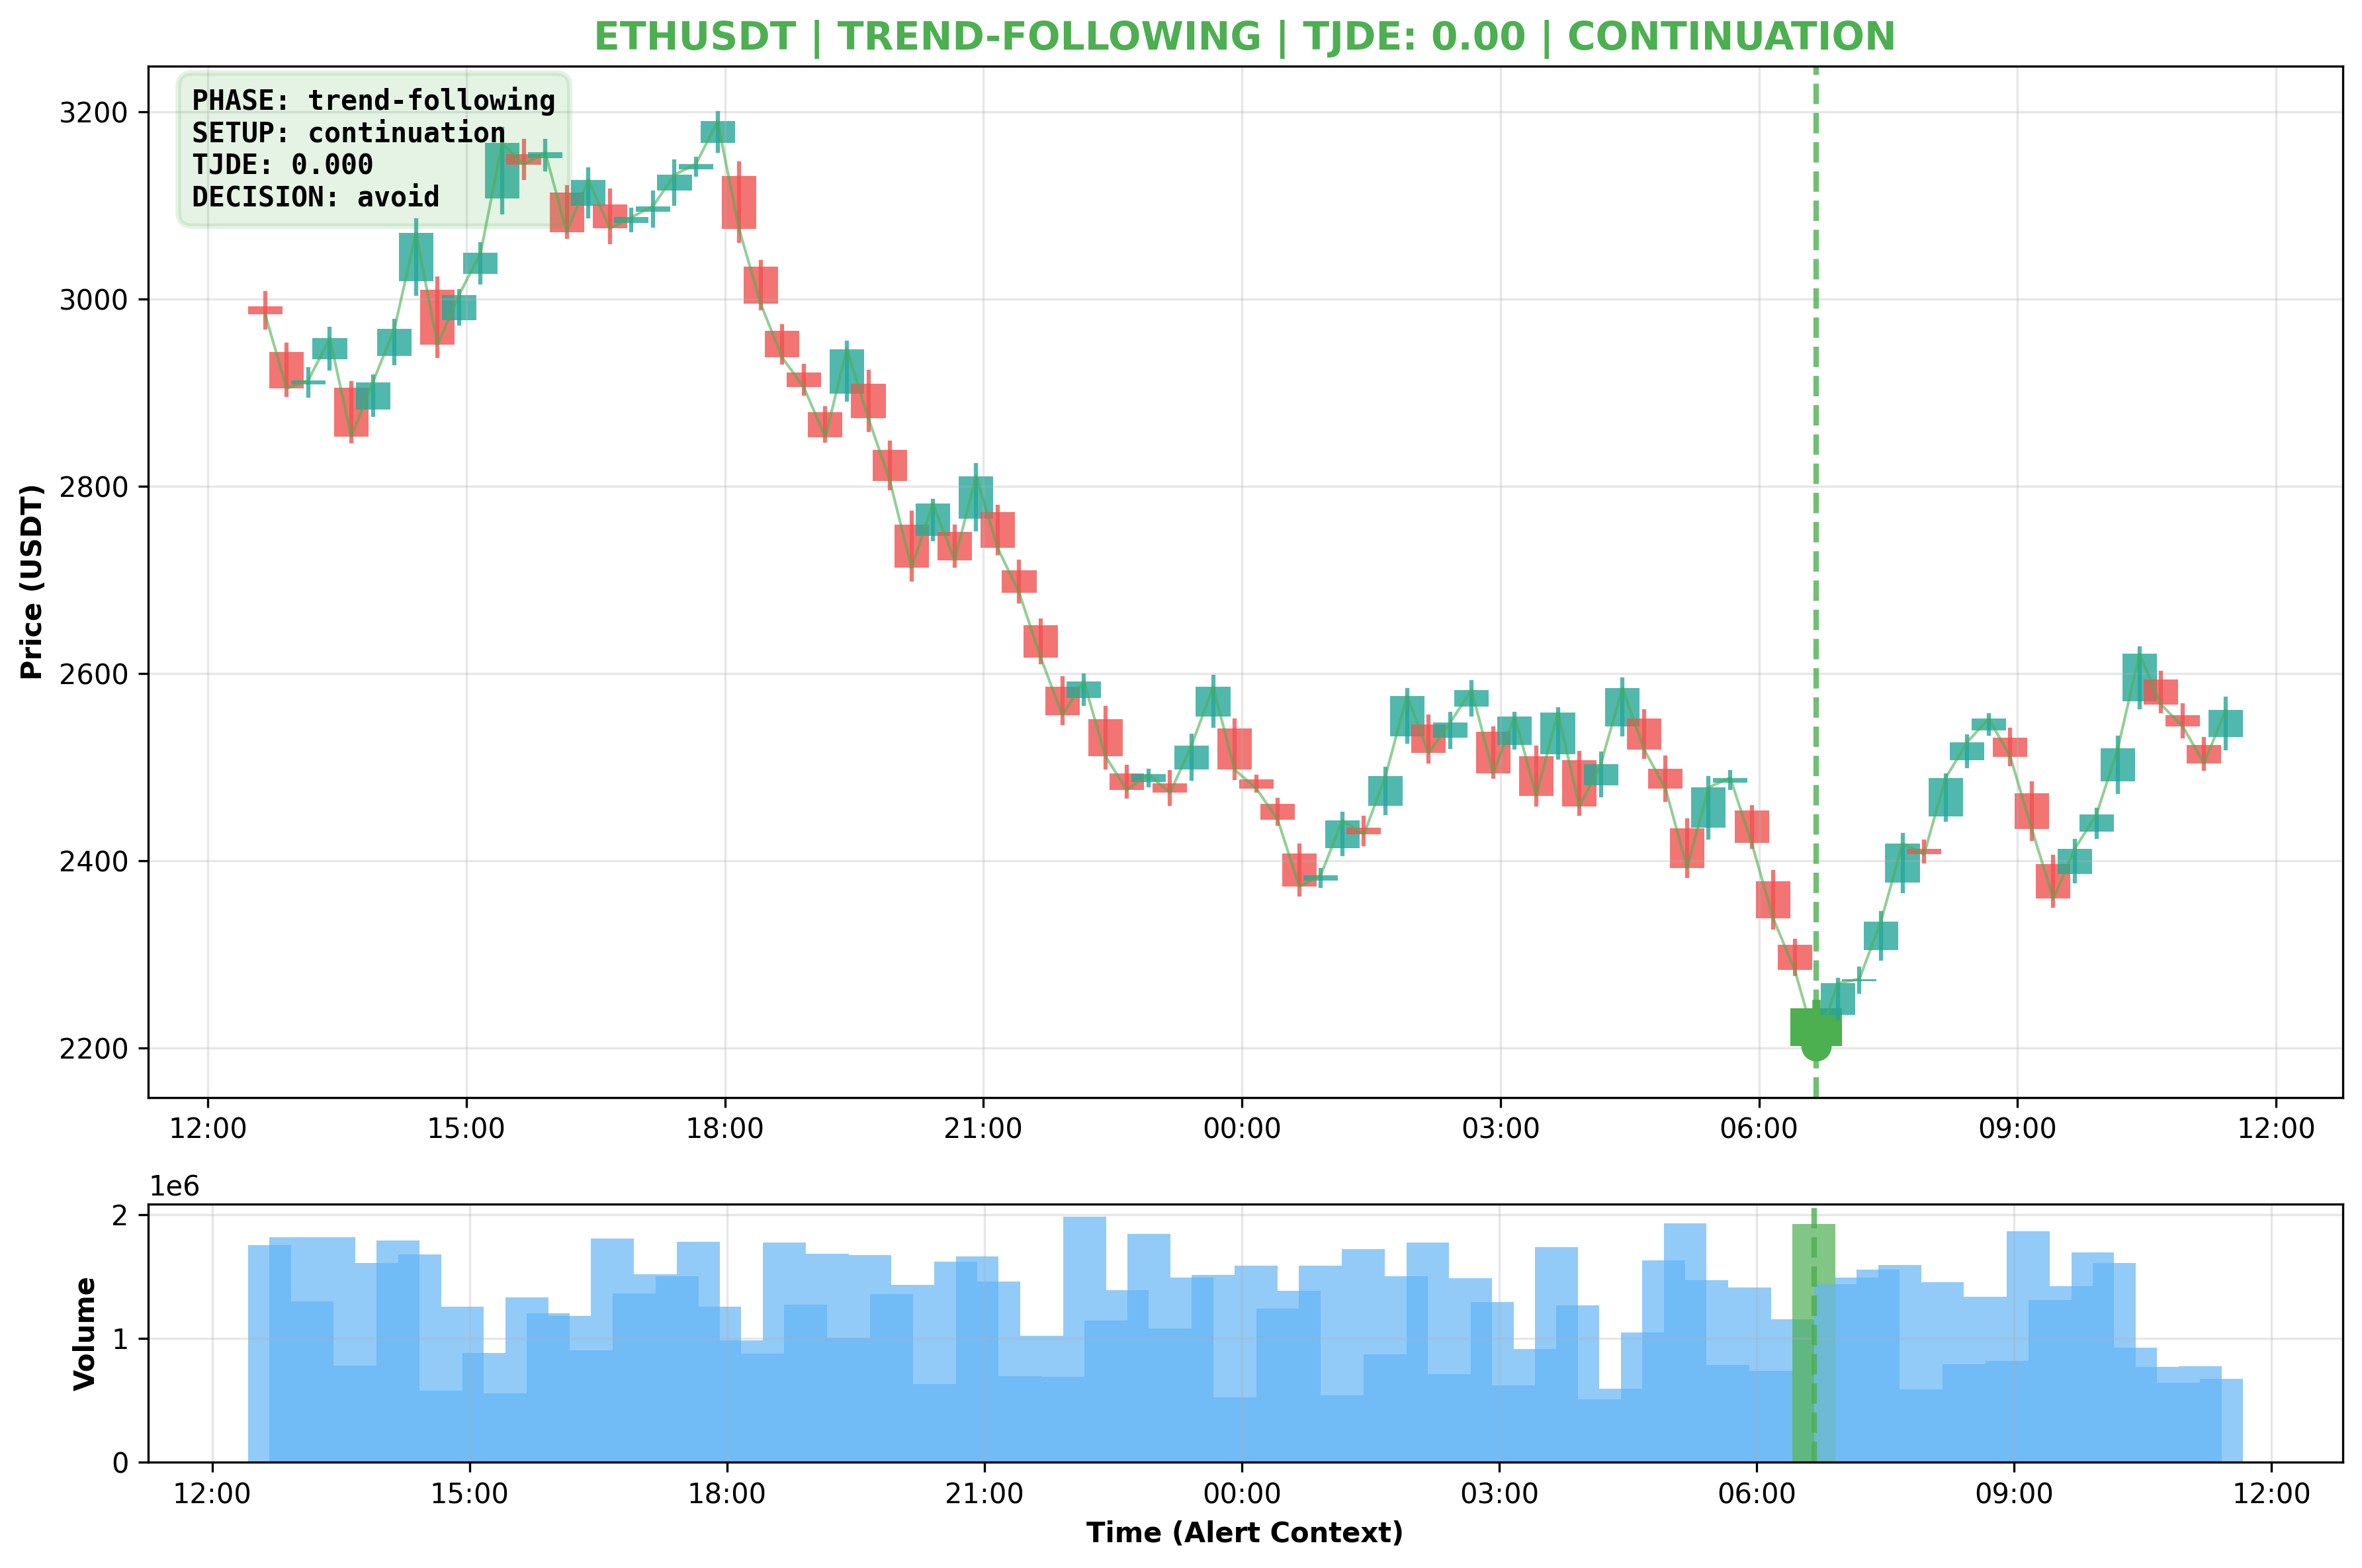 ETHUSDT | TREND-FOLLOWING | TJDE: 0.00 | CONTINUATION
PHASE: trend-following
SETUP: continuation
TJDE: 0.000
DECISION: avoid
Price (USDT)
3200
3000
2800
2600
2400
2200
12:00 15:00 18:00 21:00 00:00 03:00 06:00 09:00 12:00
1e6
Volume
2
1
0
12:00 15:00 18:00 21:00 00:00 03:00 06:00 09:00 12:00
Time (Alert Context)